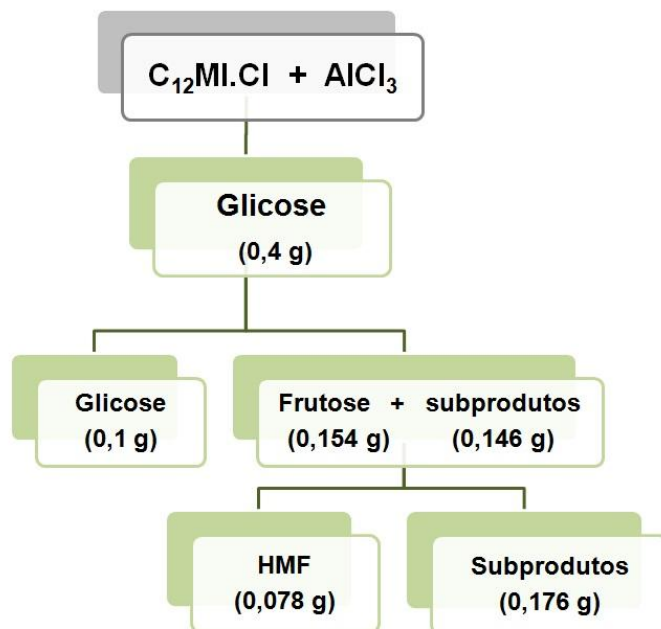 C₁₂MI.Cl + AlCl₃
Glicose
(0,4 g)
Glicose
(0,1 g)
Frutose + subprodutos
(0,154 g) (0,146 g)
HMF
(0,078 g)
Subprodutos
(0,176 g)